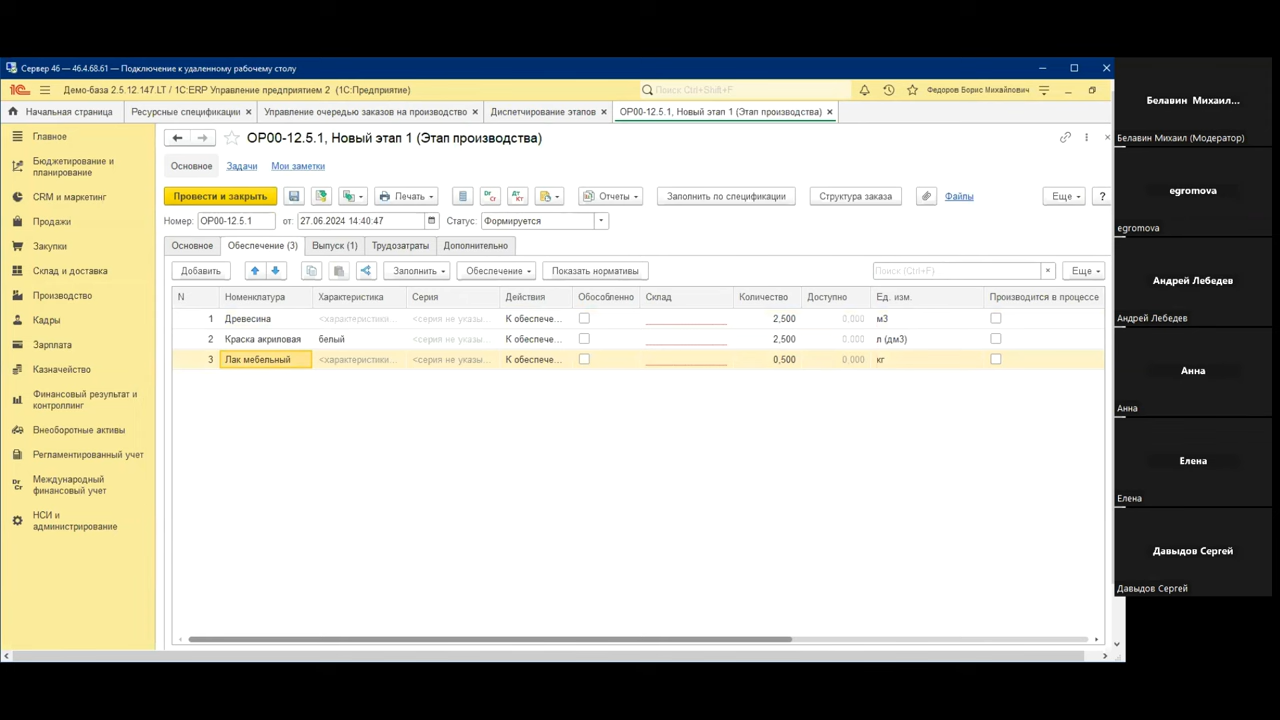 Сервер 46 — 46.4.68.61 — Подключение к удаленному рабочему столу
1С Демо-база 2.5.12.147.LT / 1С:ERP Управление предприятием 2 (1С:Предприятие) Поиск Ctrl+Shift+F Федоров Борис Михайлович
Начальная страница Ресурсные спецификации × Управление очередью заказов на производство × Диспетчирование этапов × ОР00-12.5.1, Новый этап 1 (Этап производства) ×
Главное
Бюджетирование и планирование
CRM и маркетинг
Продажи
Закупки
Склад и доставка
Производство
Кадры
Зарплата
Казначейство
Финансовый результат и контроллинг
Внеоборотные активы
Регламентированный учет
Международный финансовый учет
НСИ и администрирование
ОР00-12.5.1, Новый этап 1 (Этап производства)
Основное Задачи Мои заметки
Провести и закрыть Печать Отчеты Заполнить по спецификации Структура заказа Файлы Еще ?
Номер: ОР00-12.5.1 от: 27.06.2024 14:40:47 Статус: Формируется
Основное Обеспечение (3) Выпуск (1) Трудозатраты Дополнительно
Добавить Заполнить Обеспечение Показать нормативы Поиск (Ctrl+F) × Еще
N Номенклатура Характеристика Серия Действия Обособленно Склад Количество Доступно Ед. изм. Производится в процессе
1 Древесина <характеристики... <серия не указы... К обеспече... 2,500 0,000 м3
2 Краска акриловая белый <серия не указы... К обеспече... 2,500 0,000 л (дм3)
3 Лак мебельный <характеристики... <серия не указы... К обеспече... 0,500 0,000 кг
Белавин Михаил...
Белавин Михаил (Модератор)
egromova
egromova
Андрей Лебедев
Андрей Лебедев
Анна
Анна
Елена
Елена
Давыдов Сергей
Давыдов Сергей